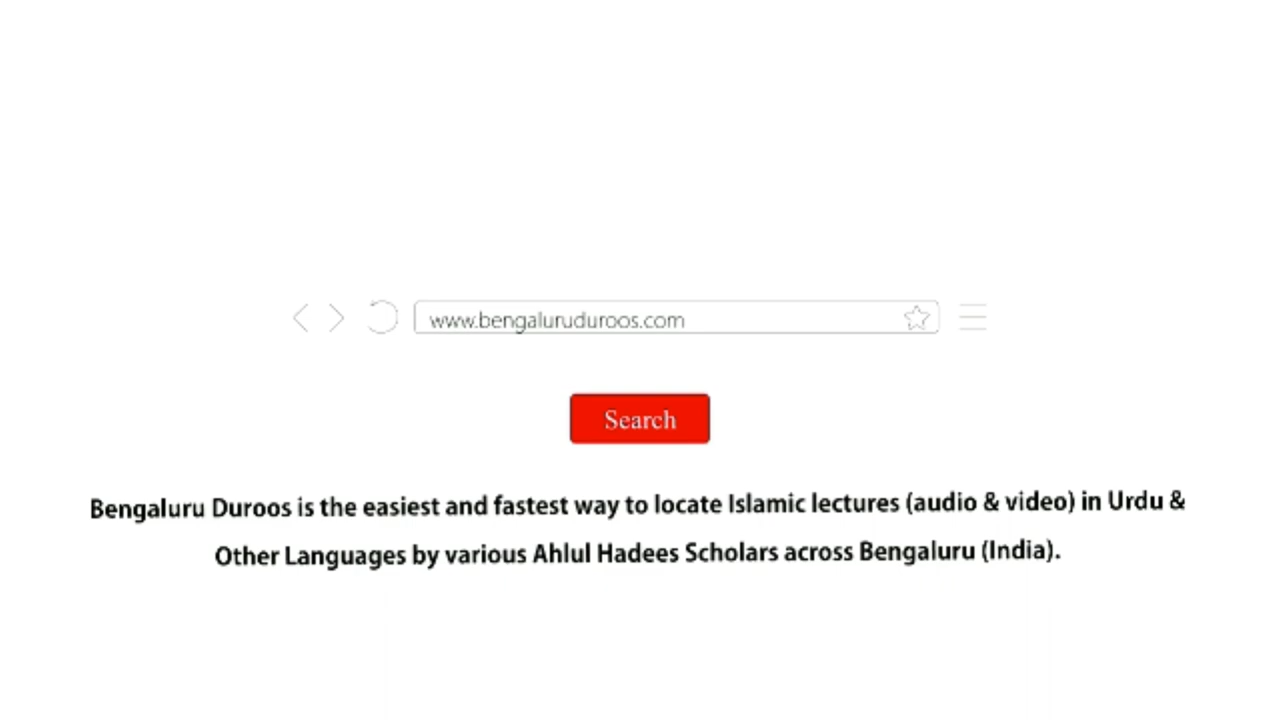 www.bengaluruduroos.com
Search
Bengaluru Duroos is the easiest and fastest way to locate Islamic lectures (audio & video) in Urdu &
Other Languages by various Ahlul Hadees Scholars across Bengaluru (India).